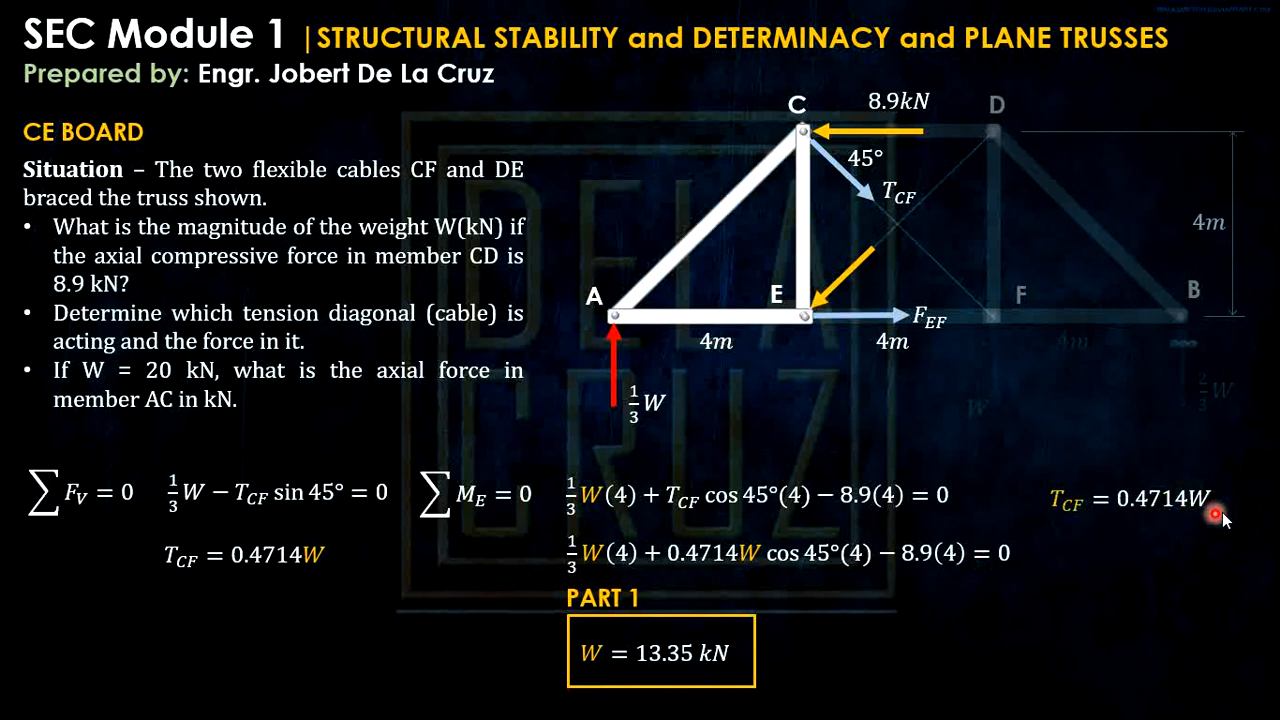 SEC Module 1 |STRUCTURAL STABILITY and DETERMINACY and PLANE TRUSSES
Prepared by: Engr. Jobert De La Cruz
CE BOARD
Situation – The two flexible cables CF and DE
braced the truss shown.
• What is the magnitude of the weight W(kN) if
the axial compressive force in member CD is
8.9 kN?
• Determine which tension diagonal (cable) is
acting and the force in it.
• If W = 20 kN, what is the axial force in
member AC in kN.
C
8.9kN
D
45°
T_CF
4m
A
E
F
B
F_EF
4m
4m
4m
1/3 W
W
2/3 W
DE LA
CRUZ
∑ F_V = 0 1/3 W − T_CF sin 45° = 0
T_CF = 0.4714W
∑ M_E = 0 1/3 W(4) + T_CF cos 45°(4) − 8.9(4) = 0
1/3 W(4) + 0.4714W cos 45°(4) − 8.9(4) = 0
T_CF = 0.4714W
PART 1
W = 13.35 kN